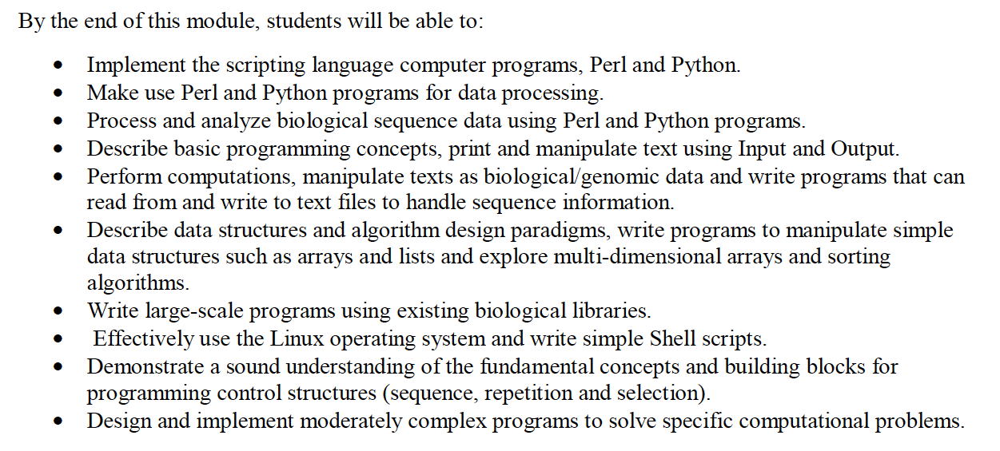 By the end of this module, students will be able to:
• Implement the scripting language computer programs, Perl and Python.
• Make use Perl and Python programs for data processing.
• Process and analyze biological sequence data using Perl and Python programs.
• Describe basic programming concepts, print and manipulate text using Input and Output.
• Perform computations, manipulate texts as biological/genomic data and write programs that can
read from and write to text files to handle sequence information.
• Describe data structures and algorithm design paradigms, write programs to manipulate simple
data structures such as arrays and lists and explore multi-dimensional arrays and sorting
algorithms.
• Write large-scale programs using existing biological libraries.
• Effectively use the Linux operating system and write simple Shell scripts.
• Demonstrate a sound understanding of the fundamental concepts and building blocks for
programming control structures (sequence, repetition and selection).
• Design and implement moderately complex programs to solve specific computational problems.